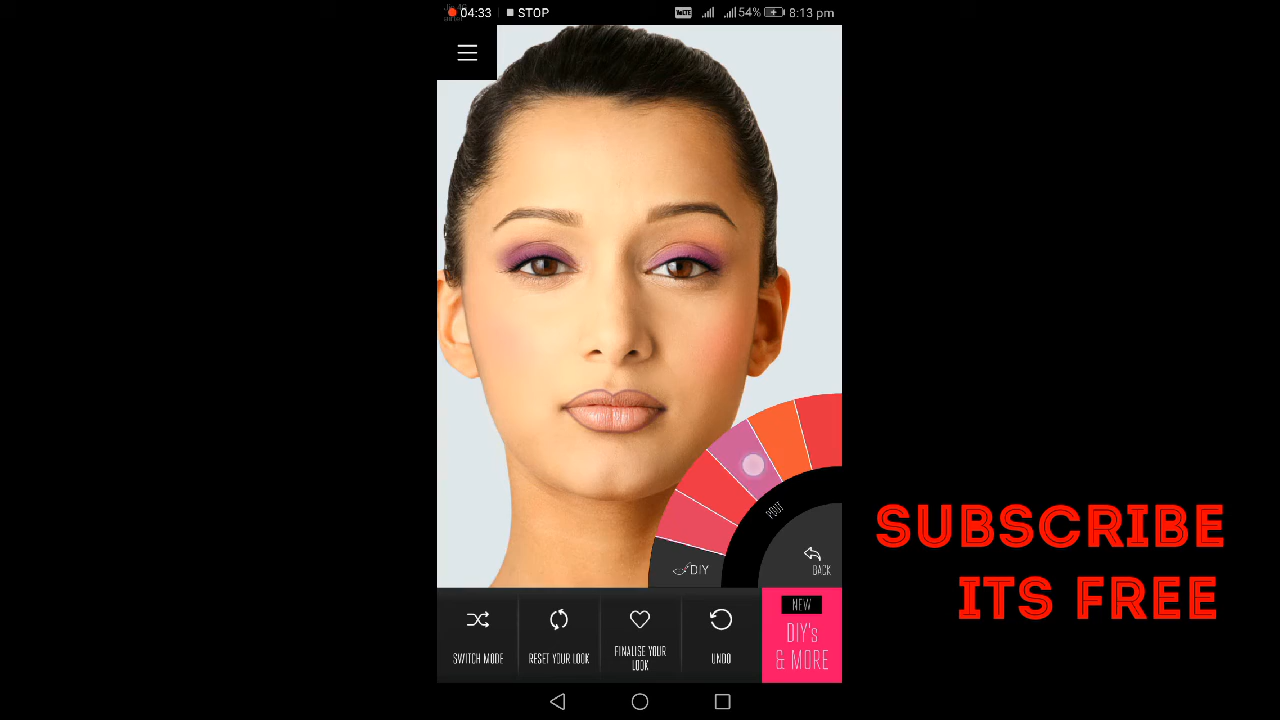 04:33 STOP 54% 8:13 pm
POUT
DIY
BACK
SWITCH MODE
RESET YOUR LOOK
FINALISE YOUR
LOOK
UNDO
NEW
DIY's
& MORE
SUBSCRIBE
ITS FREE